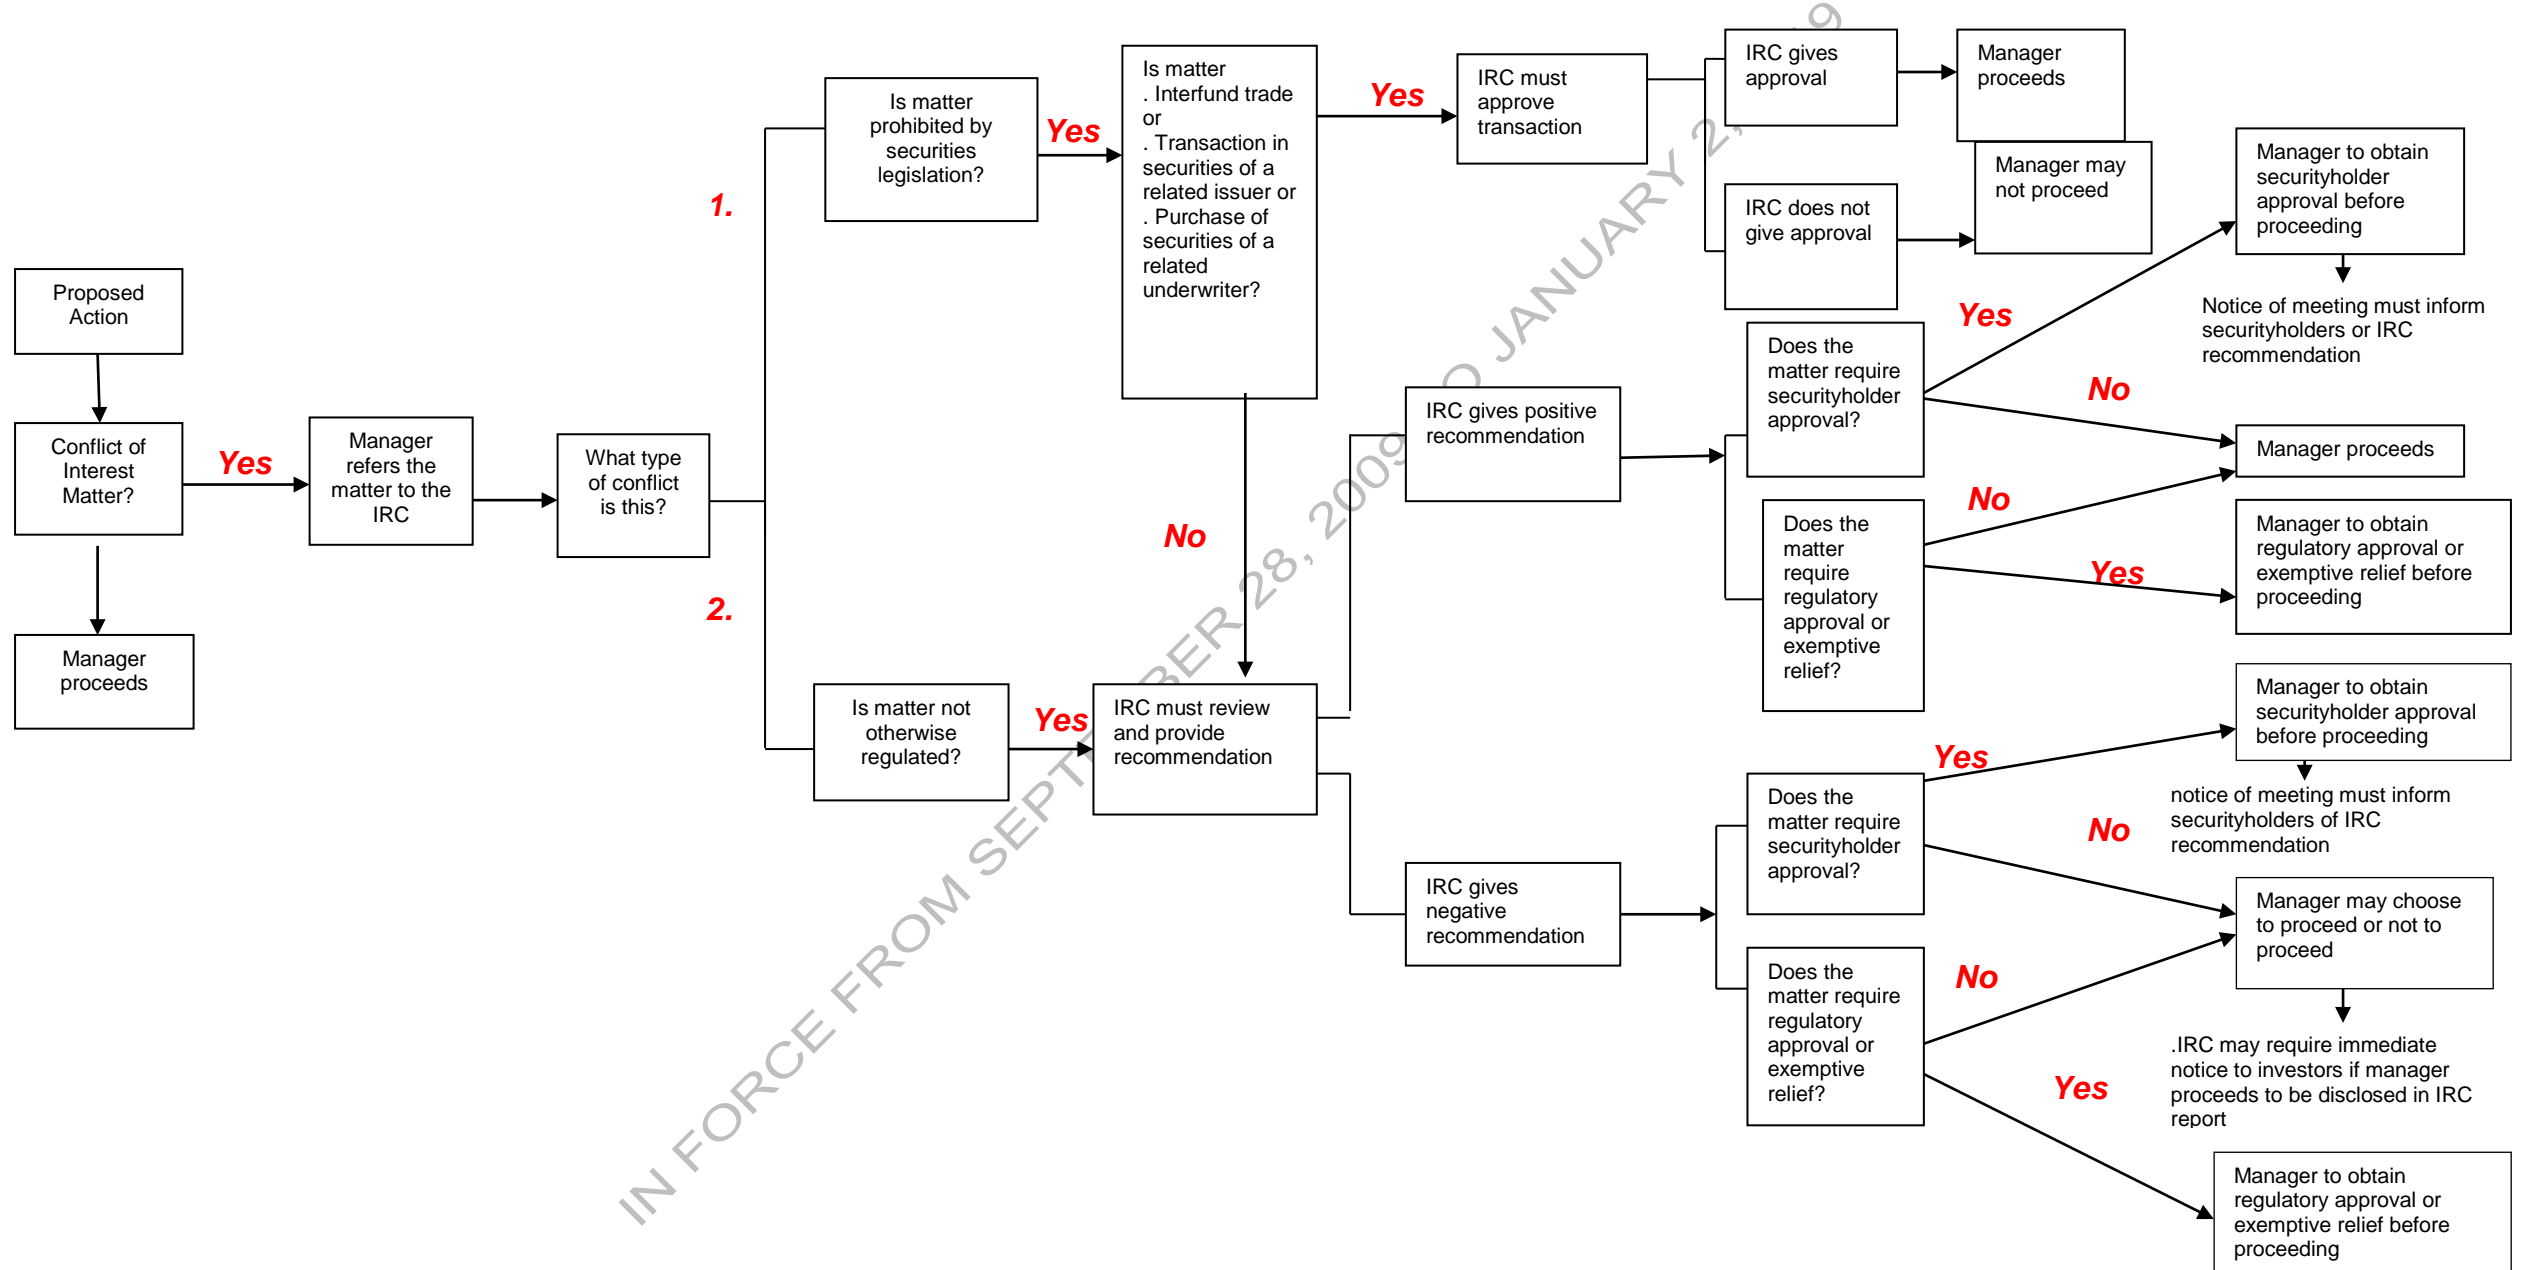 Proposed
Action
Conflict of
Interest
Matter?
Yes
Manager
proceeds
Manager
refers the
matter to the
IRC
What type
of conflict
is this?
1.
Is matter
prohibited by
securities
legislation?
Yes
Is matter
. Interfund trade
or
. Transaction in
securities of a
related issuer or
. Purchase of
securities of a
related
underwriter?
Yes
IRC must
approve
transaction
IRC gives
approval
Manager
proceeds
IRC does not
give approval
Manager may
not proceed
No
2.
Is matter not
otherwise
regulated?
Yes
IRC must review
and provide
recommendation
IRC gives positive
recommendation
Does the
matter require
securityholder
approval?
Yes
Manager to obtain
securityholder
approval before
proceeding
Notice of meeting must inform
securityholders or IRC
recommendation
No
Manager proceeds
Does the
matter
require
regulatory
approval or
exemptive
relief?
No
Yes
Manager to obtain
regulatory approval or
exemptive relief before
proceeding
IRC gives
negative
recommendation
Does the
matter require
securityholder
approval?
Yes
Manager to obtain
securityholder approval
before proceeding
notice of meeting must inform
securityholders of IRC
recommendation
No
Manager may choose
to proceed or not to
proceed
.IRC may require immediate
notice to investors if manager
proceeds to be disclosed in IRC
report
Does the
matter require
regulatory
approval or
exemptive
relief?
No
Yes
Manager to obtain
regulatory approval or
exemptive relief before
proceeding
IN FORCE FROM SEPTEMBER 28, 2009 TO JANUARY 2,